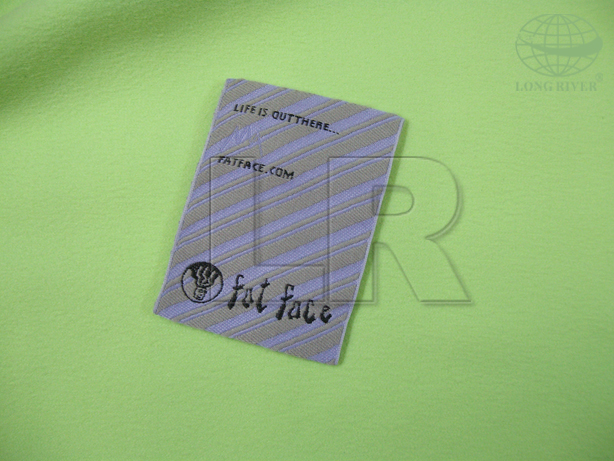 LONG RIVER®
LIFE IS OUTTHERE...
FATFACE.COM
LR
fat face